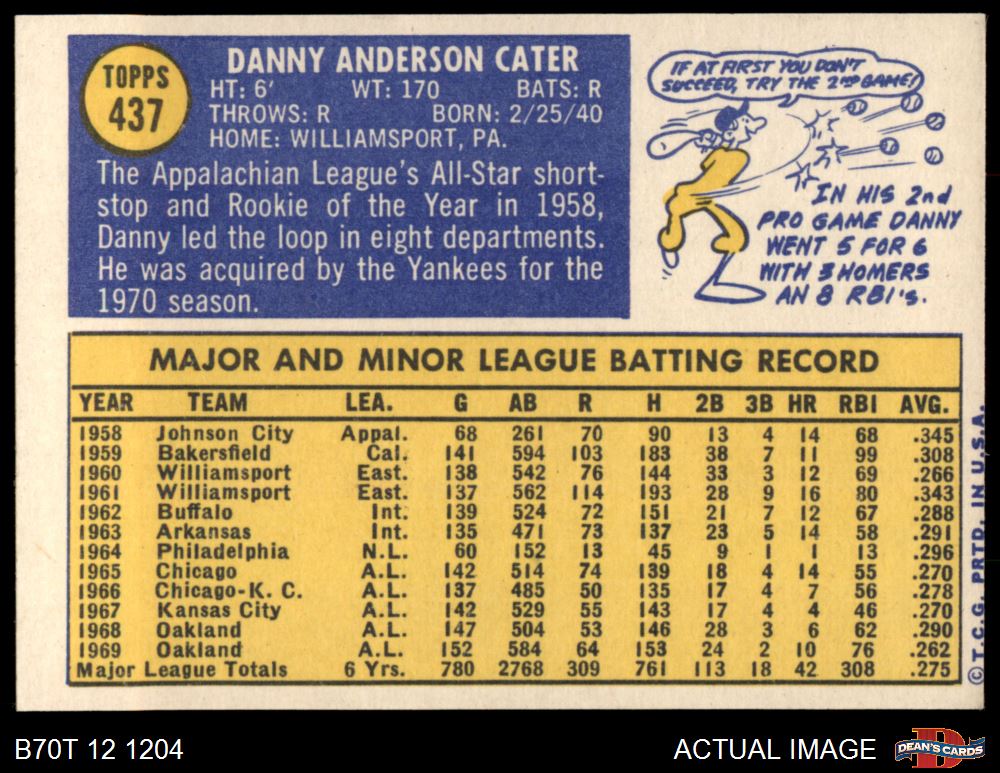 TOPPS
437
DANNY ANDERSON CATER
HT: 6' WT: 170 BATS: R
THROWS: R BORN: 2/25/40
HOME: WILLIAMSPORT, PA.
The Appalachian League's All-Star short-
stop and Rookie of the Year in 1958,
Danny led the loop in eight departments.
He was acquired by the Yankees for the
1970 season.
IF AT FIRST YOU DON'T
SUCCEED, TRY THE 2ND GAME!
IN HIS 2nd
PRO GAME DANNY
WENT 5 FOR 6
WITH 3 HOMERS
AN 8 RBI's.
MAJOR AND MINOR LEAGUE BATTING RECORD
YEAR TEAM LEA. G AB R H 2B 3B HR RBI AVG.
1958 Johnson City Appal. 68 261 70 90 13 4 14 68 .345
1959 Bakersfield Cal. 141 594 103 183 38 7 11 99 .308
1960 Williamsport East. 138 542 76 144 33 3 12 69 .266
1961 Williamsport East. 137 562 114 193 28 9 16 80 .343
1962 Buffalo Int. 139 524 72 151 21 7 12 67 .288
1963 Arkansas Int. 135 471 73 137 23 5 14 58 .291
1964 Philadelphia N.L. 60 152 13 45 9 1 1 13 .296
1965 Chicago A.L. 142 514 74 139 18 4 14 55 .270
1966 Chicago-K. C. A.L. 137 485 50 135 17 4 7 56 .278
1967 Kansas City A.L. 142 529 55 143 17 4 4 46 .270
1968 Oakland A.L. 147 504 53 146 28 3 6 62 .290
1969 Oakland A.L. 152 584 64 153 24 2 10 76 .262
Major League Totals 6 Yrs. 780 2768 309 761 113 18 42 308 .275
©T.C.G. PRTD. IN U.S.A.
B70T 12 1204
ACTUAL IMAGE
D
DEAN'S CARDS